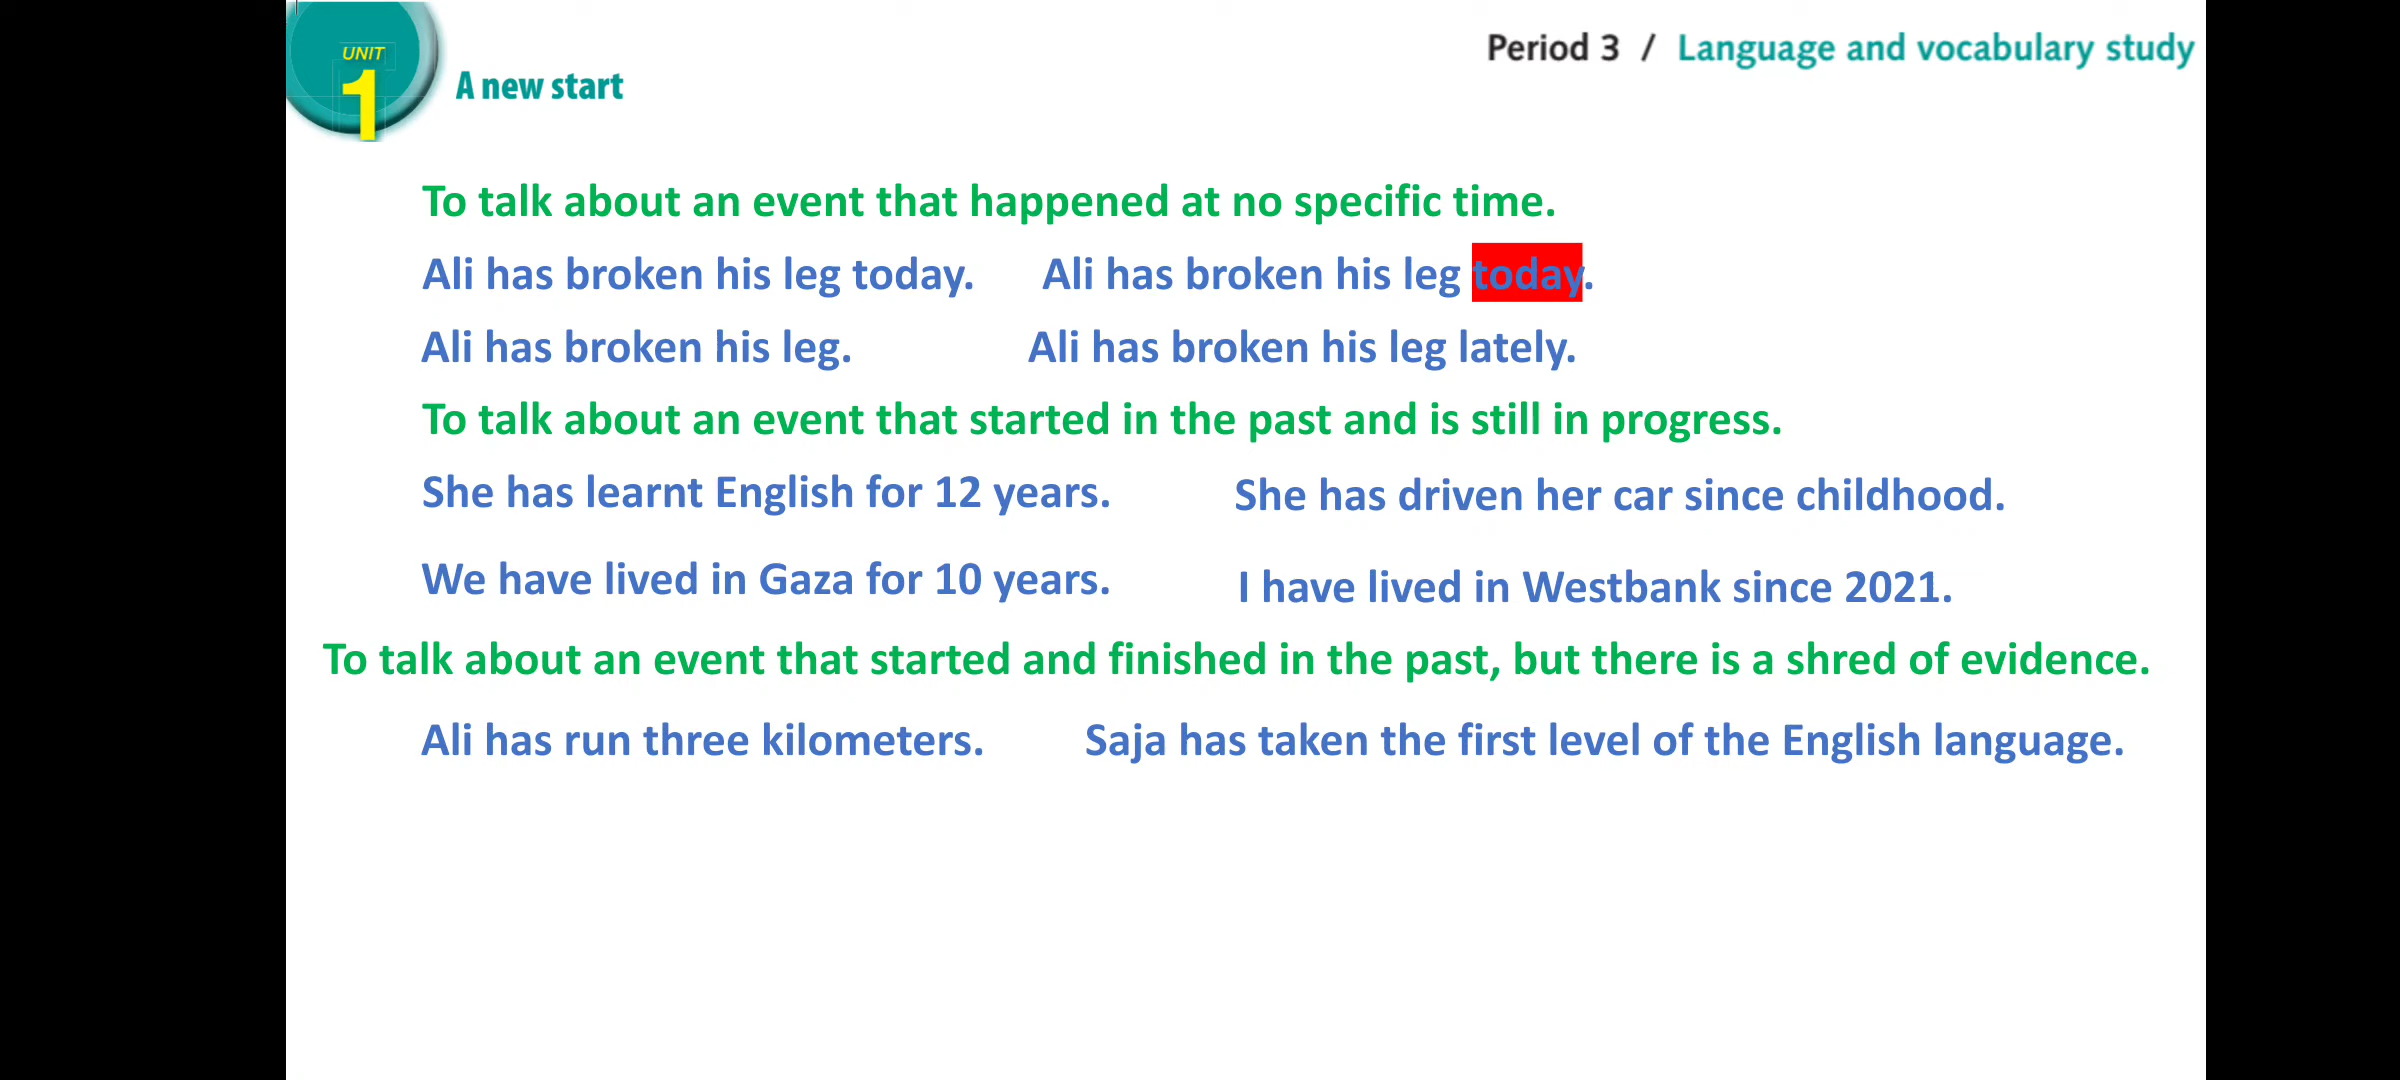 UNIT
1
A new start
Period 3 / Language and vocabulary study
To talk about an event that happened at no specific time.
Ali has broken his leg today. Ali has broken his leg today.
Ali has broken his leg. Ali has broken his leg lately.
To talk about an event that started in the past and is still in progress.
She has learnt English for 12 years. She has driven her car since childhood.
We have lived in Gaza for 10 years. I have lived in Westbank since 2021.
To talk about an event that started and finished in the past, but there is a shred of evidence.
Ali has run three kilometers. Saja has taken the first level of the English language.